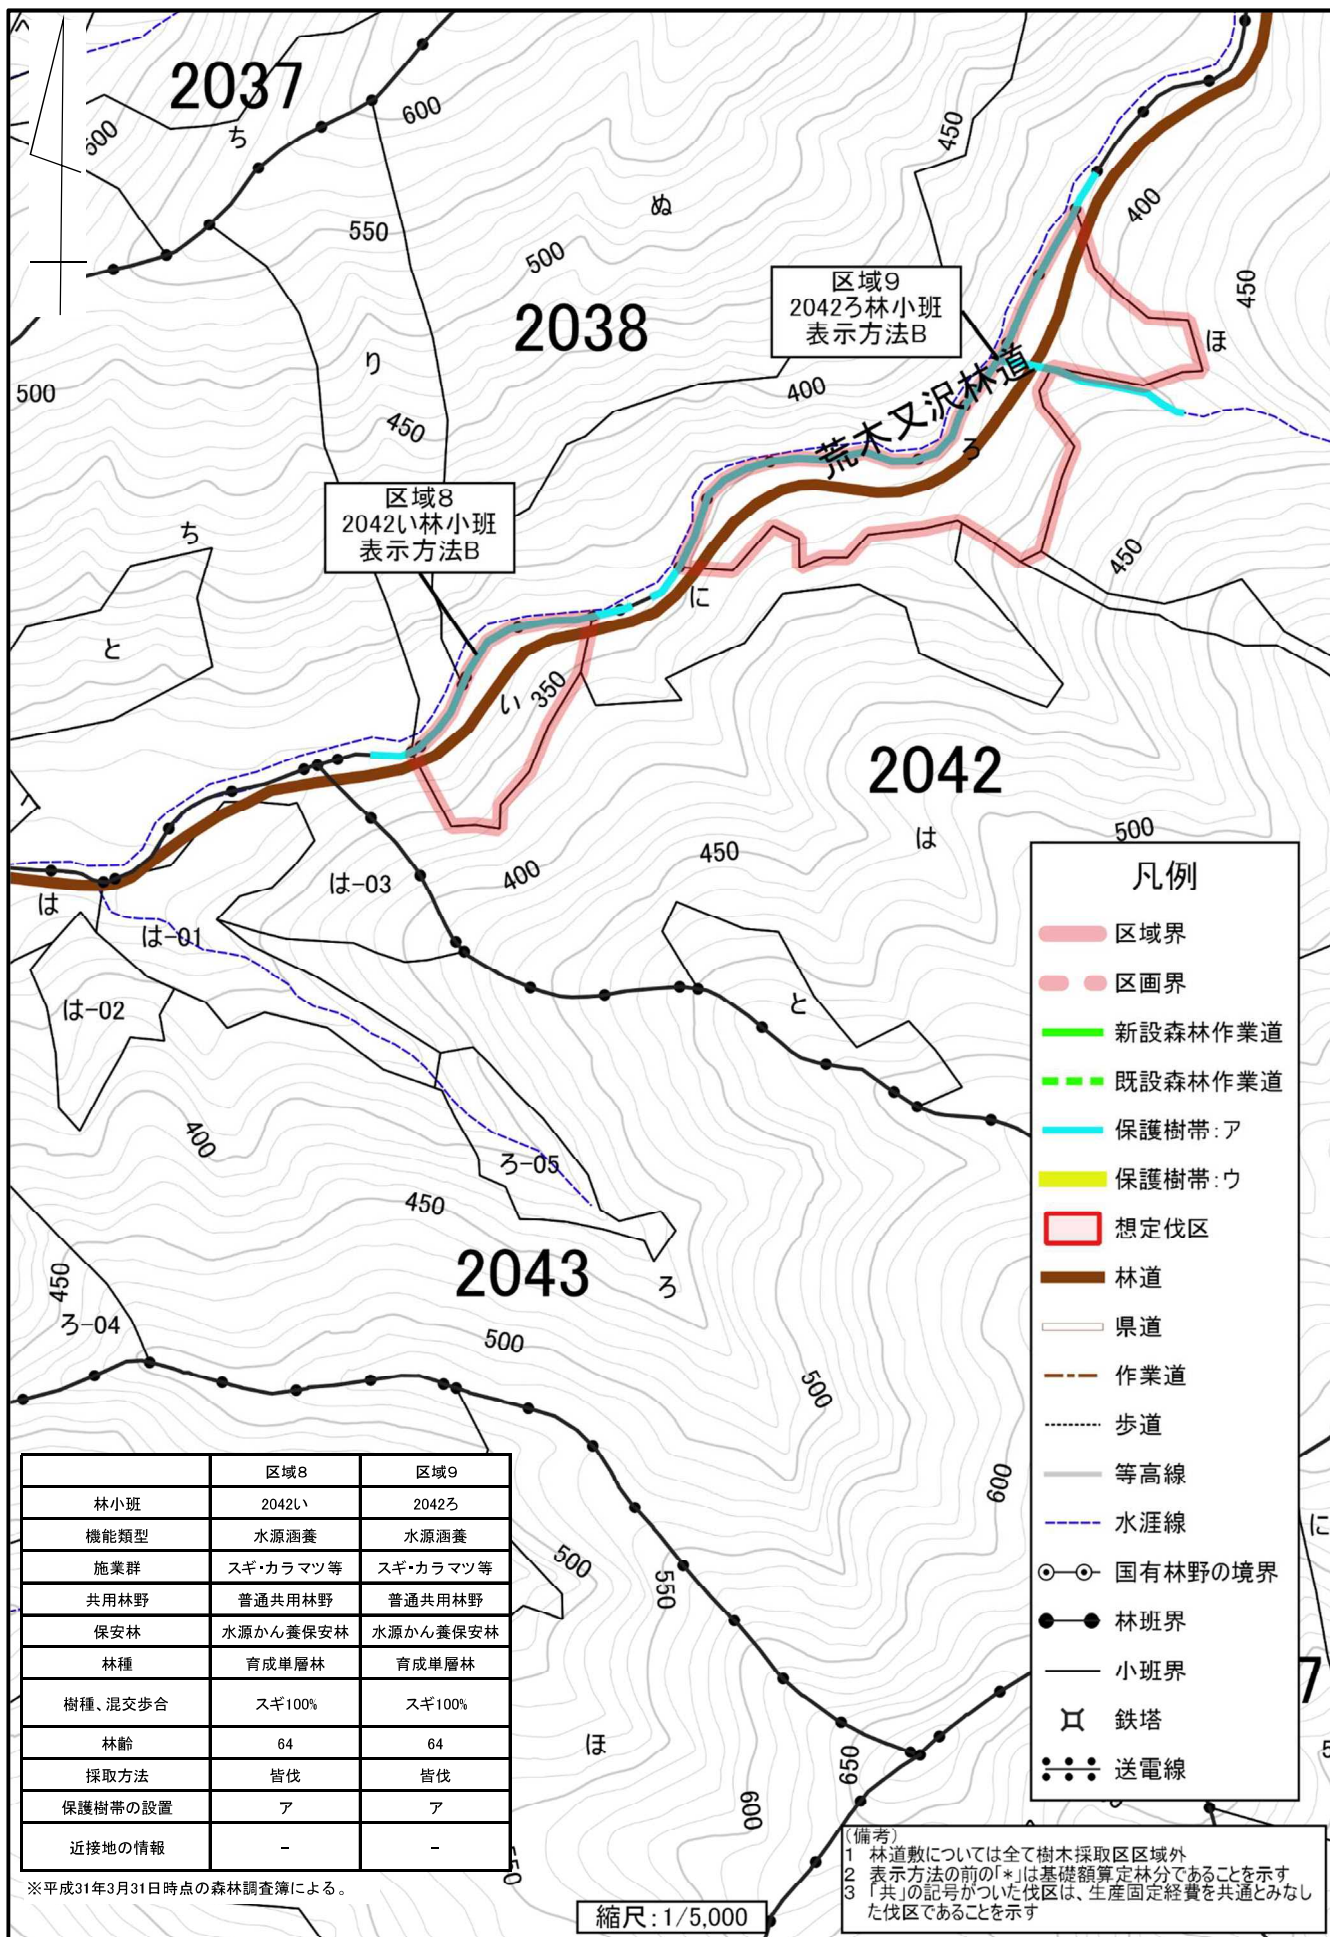 2037
ち
600
600
550
ぬ
500
450
400
450
区域9
2042ろ林小班
表示方法B
2038
り
500
450
400
荒木又沢林道
ほ
ろ
区域8
2042い林小班
表示方法B
ち
と
450
に
い
350
2042
は
500
450
400
は-03
は
は-01
は-02
と
400
ろ-05
450
2043
ろ
450
ろ-04
500
500
600
500
550
に
ほ
650
600
550
7
凡例
区域界
区画界
新設森林作業道
既設森林作業道
保護樹帯:ア
保護樹帯:ウ
想定伐区
林道
県道
作業道
歩道
等高線
水涯線
国有林野の境界
林班界
小班界
鉄塔
送電線
区域8 区域9
林小班 2042い 2042ろ
機能類型 水源涵養 水源涵養
施業群 スギ・カラマツ等 スギ・カラマツ等
共用林野 普通共用林野 普通共用林野
保安林 水源かん養保安林 水源かん養保安林
林種 育成単層林 育成単層林
樹種、混交歩合 スギ100% スギ100%
林齢 64 64
採取方法 皆伐 皆伐
保護樹帯の設置 ア ア
近接地の情報 - -
※平成31年3月31日時点の森林調査簿による。
縮尺:1/5,000
(備考)
1 林道敷については全て樹木採取区区域外
2 表示方法の前の「*」は基礎額算定林分であることを示す
3 「共」の記号がついた伐区は、生産固定経費を共通とみなし
た伐区であることを示す